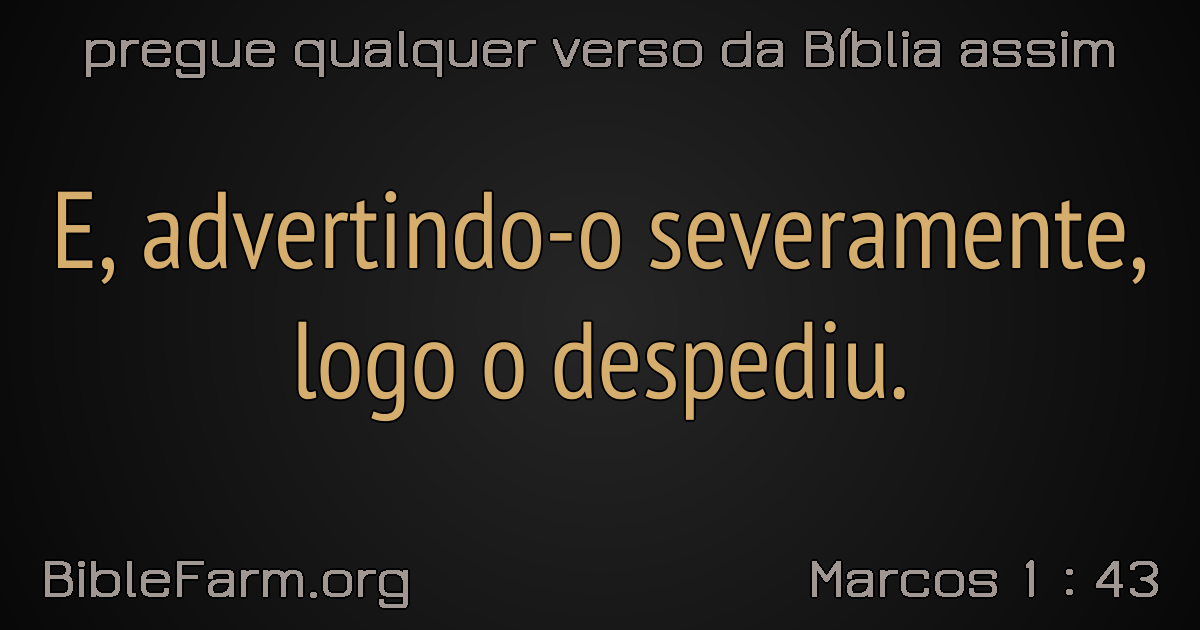 pregue qualquer verso da Bíblia assim
E, advertindo-o severamente,
logo o despediu.
BibleFarm.org
Marcos 1 : 43